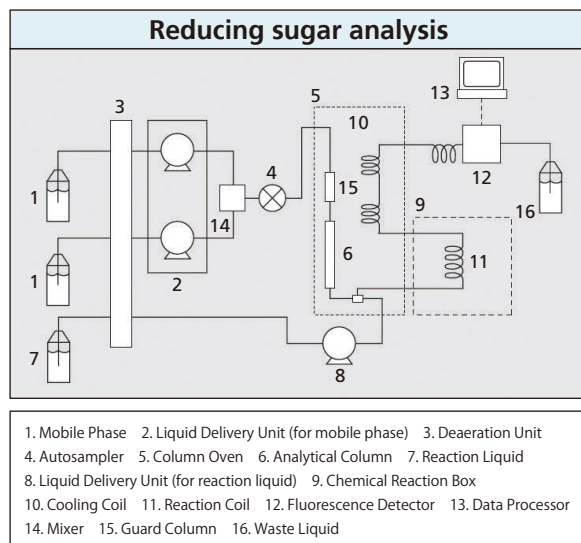 Reducing sugar analysis
13
3
5
10
4
1
15
12
9
16
14
6
11
1
2
7
8
1. Mobile Phase 2. Liquid Delivery Unit (for mobile phase) 3. Deaeration Unit
4. Autosampler 5. Column Oven 6. Analytical Column 7. Reaction Liquid
8. Liquid Delivery Unit (for reaction liquid) 9. Chemical Reaction Box
10. Cooling Coil 11. Reaction Coil 12. Fluorescence Detector 13. Data Processor
14. Mixer 15. Guard Column 16. Waste Liquid